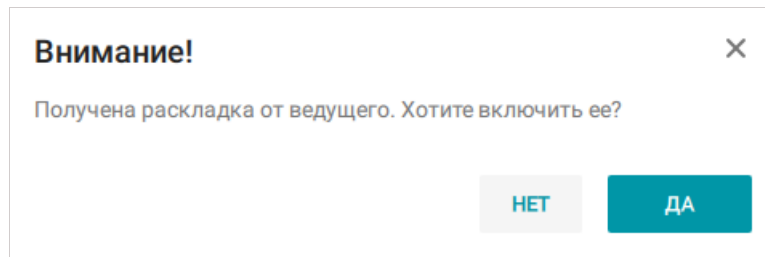 Внимание!
Получена раскладка от ведущего. Хотите включить ее?
НЕТ
ДА